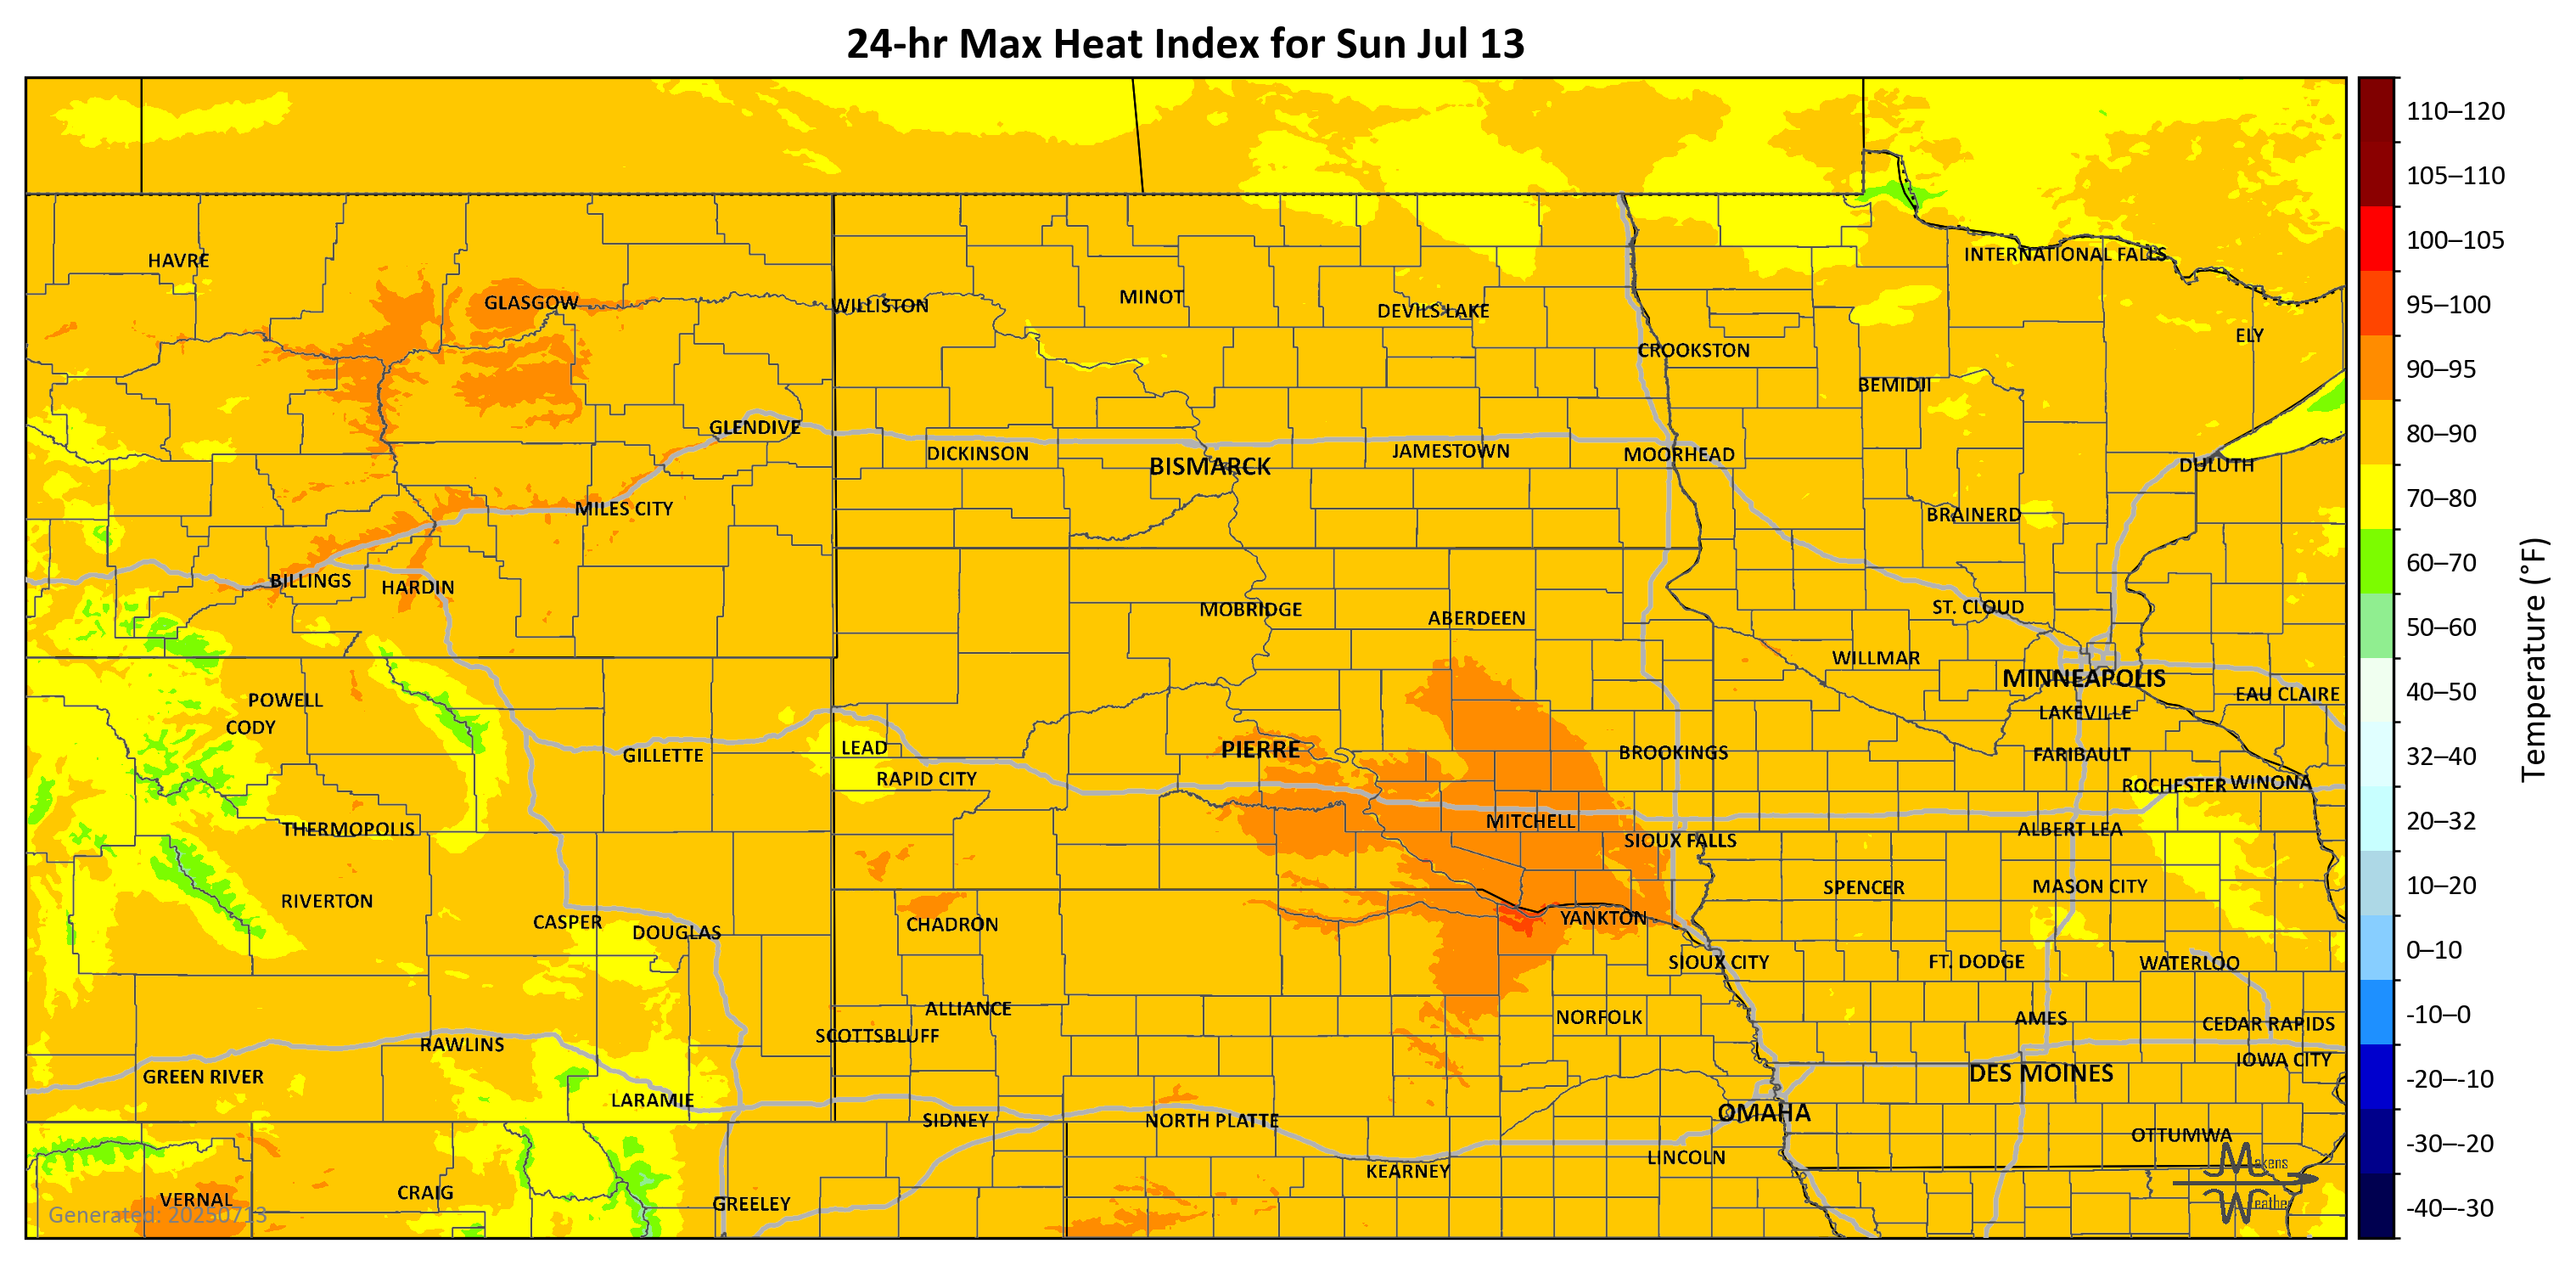 24-hr Max Heat Index for Sun Jul 13
110–120
105–110
100–105
95–100
90–95
80–90
70–80
60–70
50–60
40–50
32–40
20–32
10–20
0–10
-10–0
-20–-10
-30–-20
-40–-30
Temperature (°F)
HAVRE
INTERNATIONAL FALLS
GLASGOW
WILLISTON
MINOT
DEVILS LAKE
ELY
CROOKSTON
BEMIDJI
GLENDIVE
DICKINSON
BISMARCK
JAMESTOWN
MOORHEAD
DULUTH
MILES CITY
BRAINERD
BILLINGS
HARDIN
MOBRIDGE
ABERDEEN
ST. CLOUD
WILLMAR
MINNEAPOLIS
EAU CLAIRE
POWELL
CODY
LAKEVILLE
GILLETTE
LEAD
PIERRE
BROOKINGS
FARIBAULT
RAPID CITY
ROCHESTER
WINONA
THERMOPOLIS
MITCHELL
SIOUX FALLS
ALBERT LEA
RIVERTON
SPENCER
MASON CITY
CASPER
DOUGLAS
CHADRON
YANKTON
SIOUX CITY
FT. DODGE
WATERLOO
ALLIANCE
NORFOLK
AMES
CEDAR RAPIDS
SCOTTSBLUFF
RAWLINS
IOWA CITY
GREEN RIVER
DES MOINES
LARAMIE
SIDNEY
NORTH PLATTE
OMAHA
OTTUMWA
LINCOLN
KEARNEY
VERNAL
CRAIG
GREELEY
Generated: 20250713
Makens
Weather